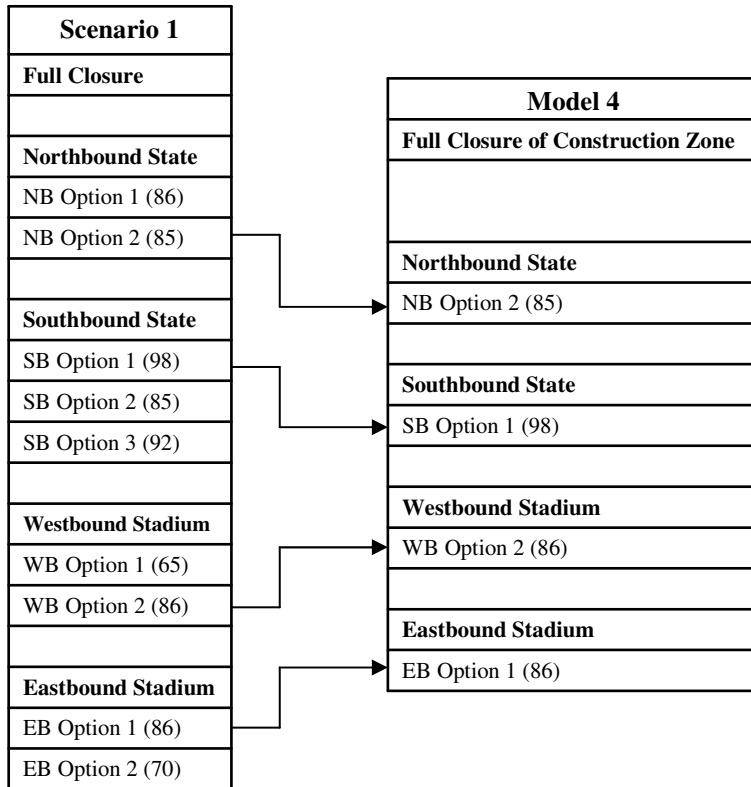 Scenario 1
Full Closure
Northbound State
NB Option 1 (86)
NB Option 2 (85)
Southbound State
SB Option 1 (98)
SB Option 2 (85)
SB Option 3 (92)
Westbound Stadium
WB Option 1 (65)
WB Option 2 (86)
Eastbound Stadium
EB Option 1 (86)
EB Option 2 (70)
Model 4
Full Closure of Construction Zone
Northbound State
NB Option 2 (85)
Southbound State
SB Option 1 (98)
Westbound Stadium
WB Option 2 (86)
Eastbound Stadium
EB Option 1 (86)